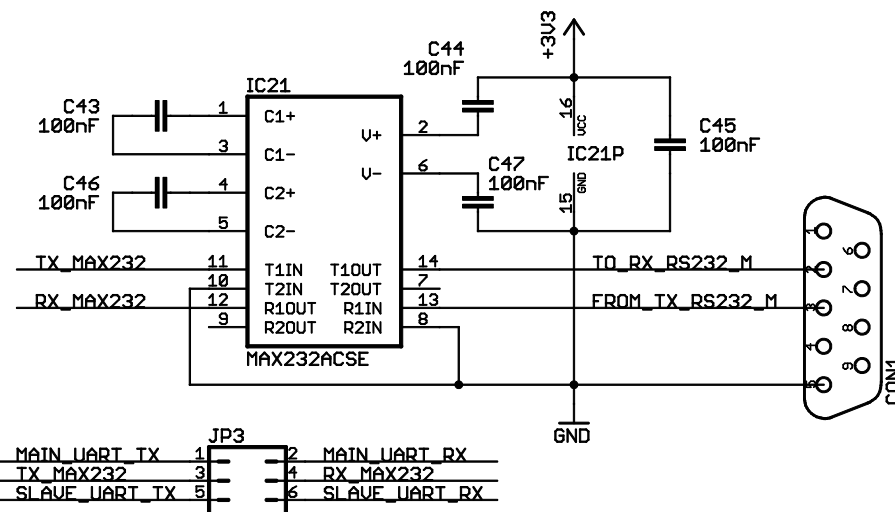 +3V3
C44
100nF
IC21
C43
100nF
1
C1+
3
C1-
C46
100nF
4
C2+
5
C2-
V+
2
V-
6
16
VCC
IC21P
C45
100nF
C47
100nF
15
GND
TX_MAX232
11
T1IN
T1OUT
14
TO_RX_RS232_M
10
T2IN
T2OUT
7
RX_MAX232
12
R1OUT
R1IN
13
FROM_TX_RS232_M
9
R2OUT
R2IN
8
MAX232ACSE
1
6
2
7
3
8
4
9
5
CON1
GND
JP3
MAIN_UART_TX
1
2
MAIN_UART_RX
TX_MAX232
3
4
RX_MAX232
SLAVE_UART_TX
5
6
SLAVE_UART_RX